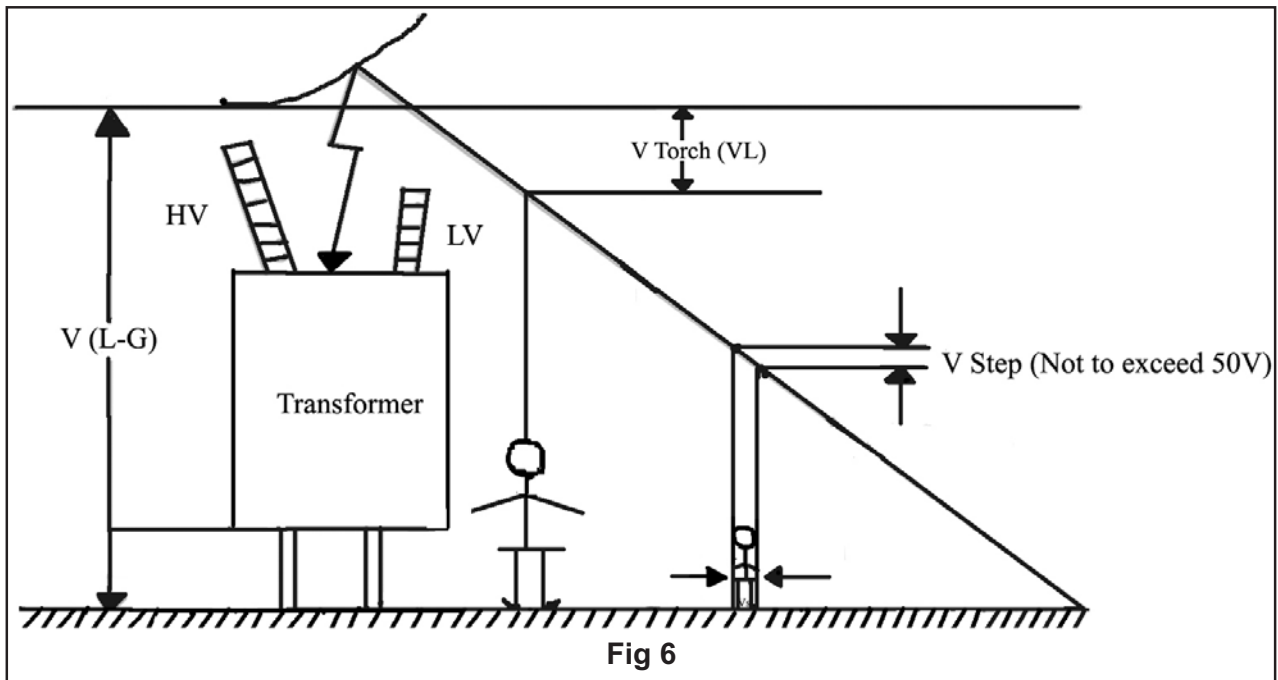 V Torch (VL)
HV
LV
V (L-G)
V Step (Not to exceed 50V)
Transformer
Fig 6